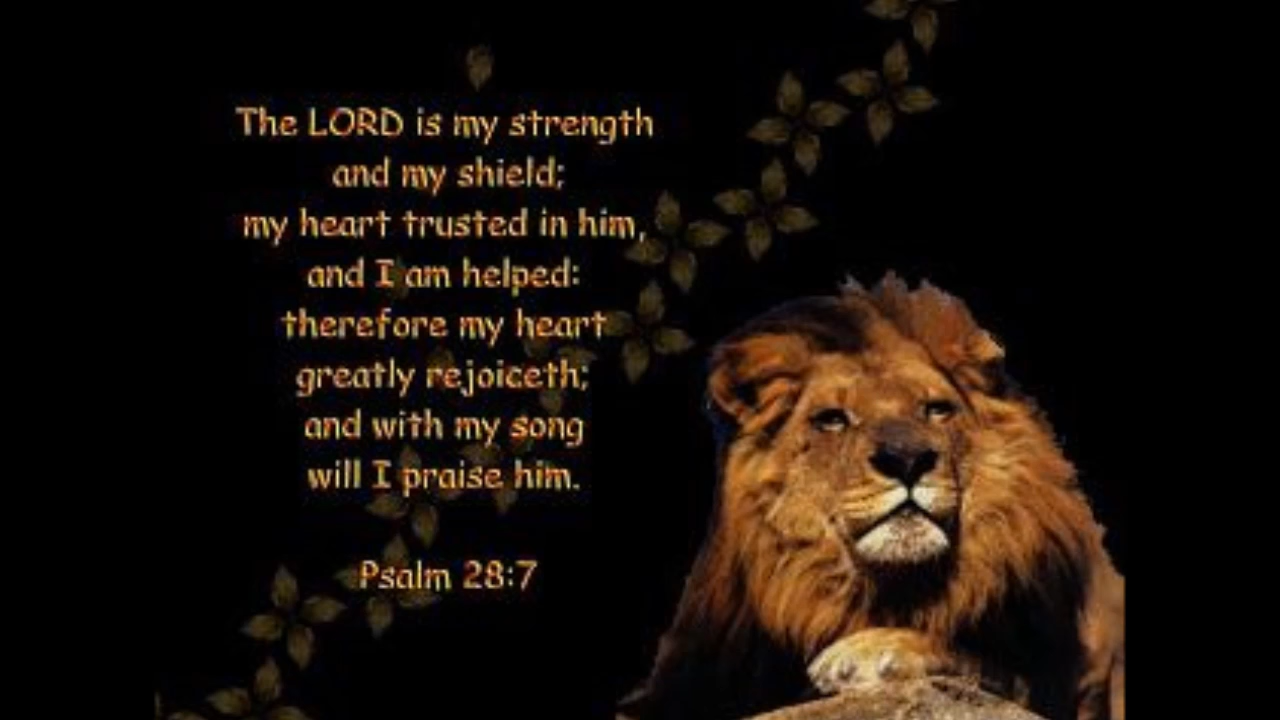 The LORD is my strength
and my shield;
my heart trusted in him,
and I am helped:
therefore my heart
greatly rejoiceth;
and with my song
will I praise him.
Psalm 28:7